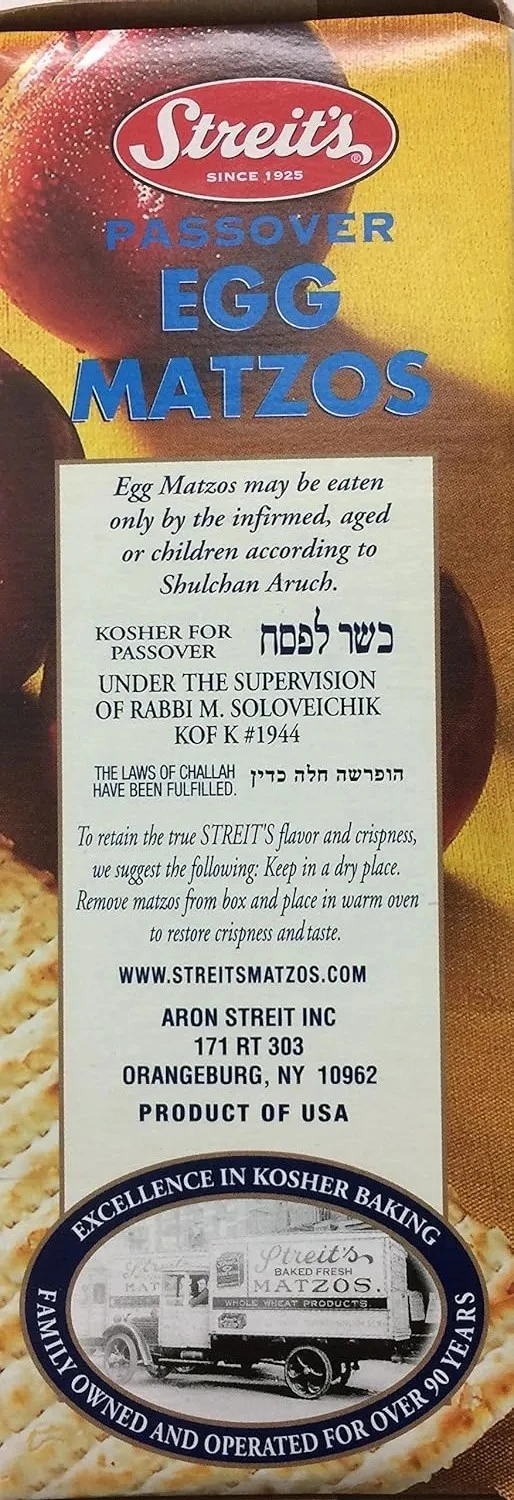 Streit's®
SINCE 1925
PASSOVER
EGG
MATZOS
Egg Matzos may be eaten
only by the infirmed, aged
or children according to
Shulchan Aruch.
KOSHER FOR PASSOVER כשר לפסח
UNDER THE SUPERVISION
OF RABBI M. SOLOVEICHIK
KOF K #1944
THE LAWS OF CHALLAH HAVE BEEN FULFILLED. הופרשה חלה כדין
To retain the true STREIT'S flavor and crispness,
we suggest the following: Keep in a dry place.
Remove matzos from box and place in warm oven
to restore crispness and taste.
WWW.STREITSMATZOS.COM
ARON STREIT INC
171 RT 303
ORANGEBURG, NY 10962
PRODUCT OF USA
EXCELLENCE IN KOSHER BAKING
Streit's
BAKED FRESH
MATZOS.
WHOLE WHEAT PRODUCTS
Streit's
MAT
FAMILY OWNED AND OPERATED FOR OVER 90 YEARS